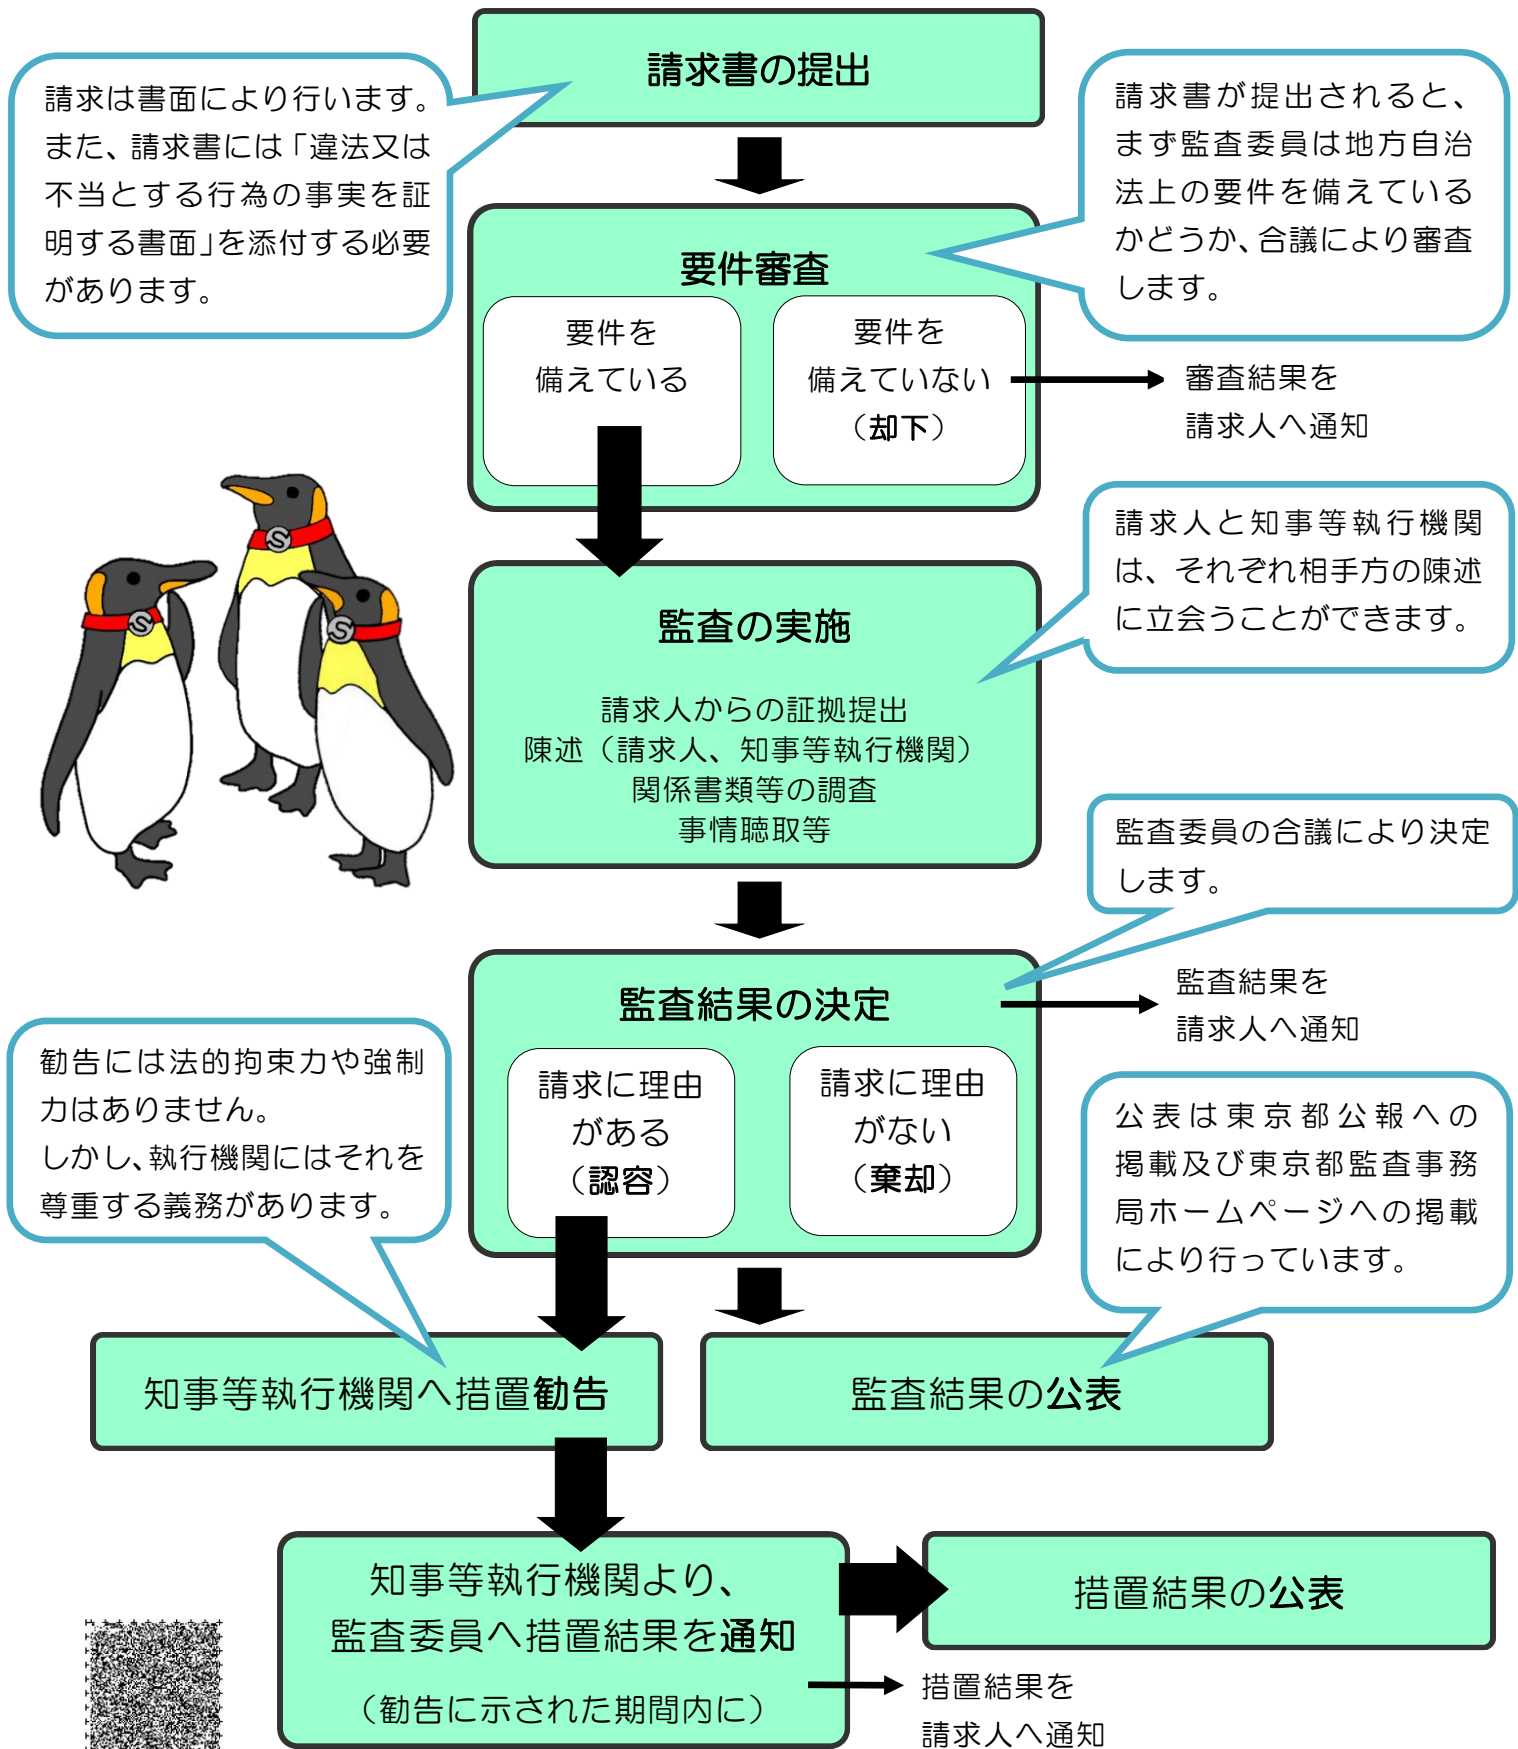 請求書の提出
請求は書面により行います。
また、請求書には「違法又は
不当とする行為の事実を証
明する書面」を添付する必要
があります。
請求書が提出されると、
まず監査委員は地方自治
法上の要件を備えている
かどうか、合議により審査
します。
要件審査
要件を
備えている
要件を
備えていない
（却下）
審査結果を
請求人へ通知
請求人と知事等執行機関
は、それぞれ相手方の陳述
に立会うことができます。
監査の実施
請求人からの証拠提出
陳述（請求人、知事等執行機関）
関係書類等の調査
事情聴取等
監査委員の合議により決定
します。
監査結果の決定
監査結果を
請求人へ通知
請求に理由
がある
（認容）
請求に理由
がない
（棄却）
勧告には法的拘束力や強制
力はありません。
しかし、執行機関にはそれを
尊重する義務があります。
公表は東京都公報への
掲載及び東京都監査事務
局ホームページへの掲載
により行っています。
知事等執行機関へ措置勧告
監査結果の公表
知事等執行機関より、
監査委員へ措置結果を通知
（勧告に示された期間内に）
措置結果の公表
措置結果を
請求人へ通知
S
S
S